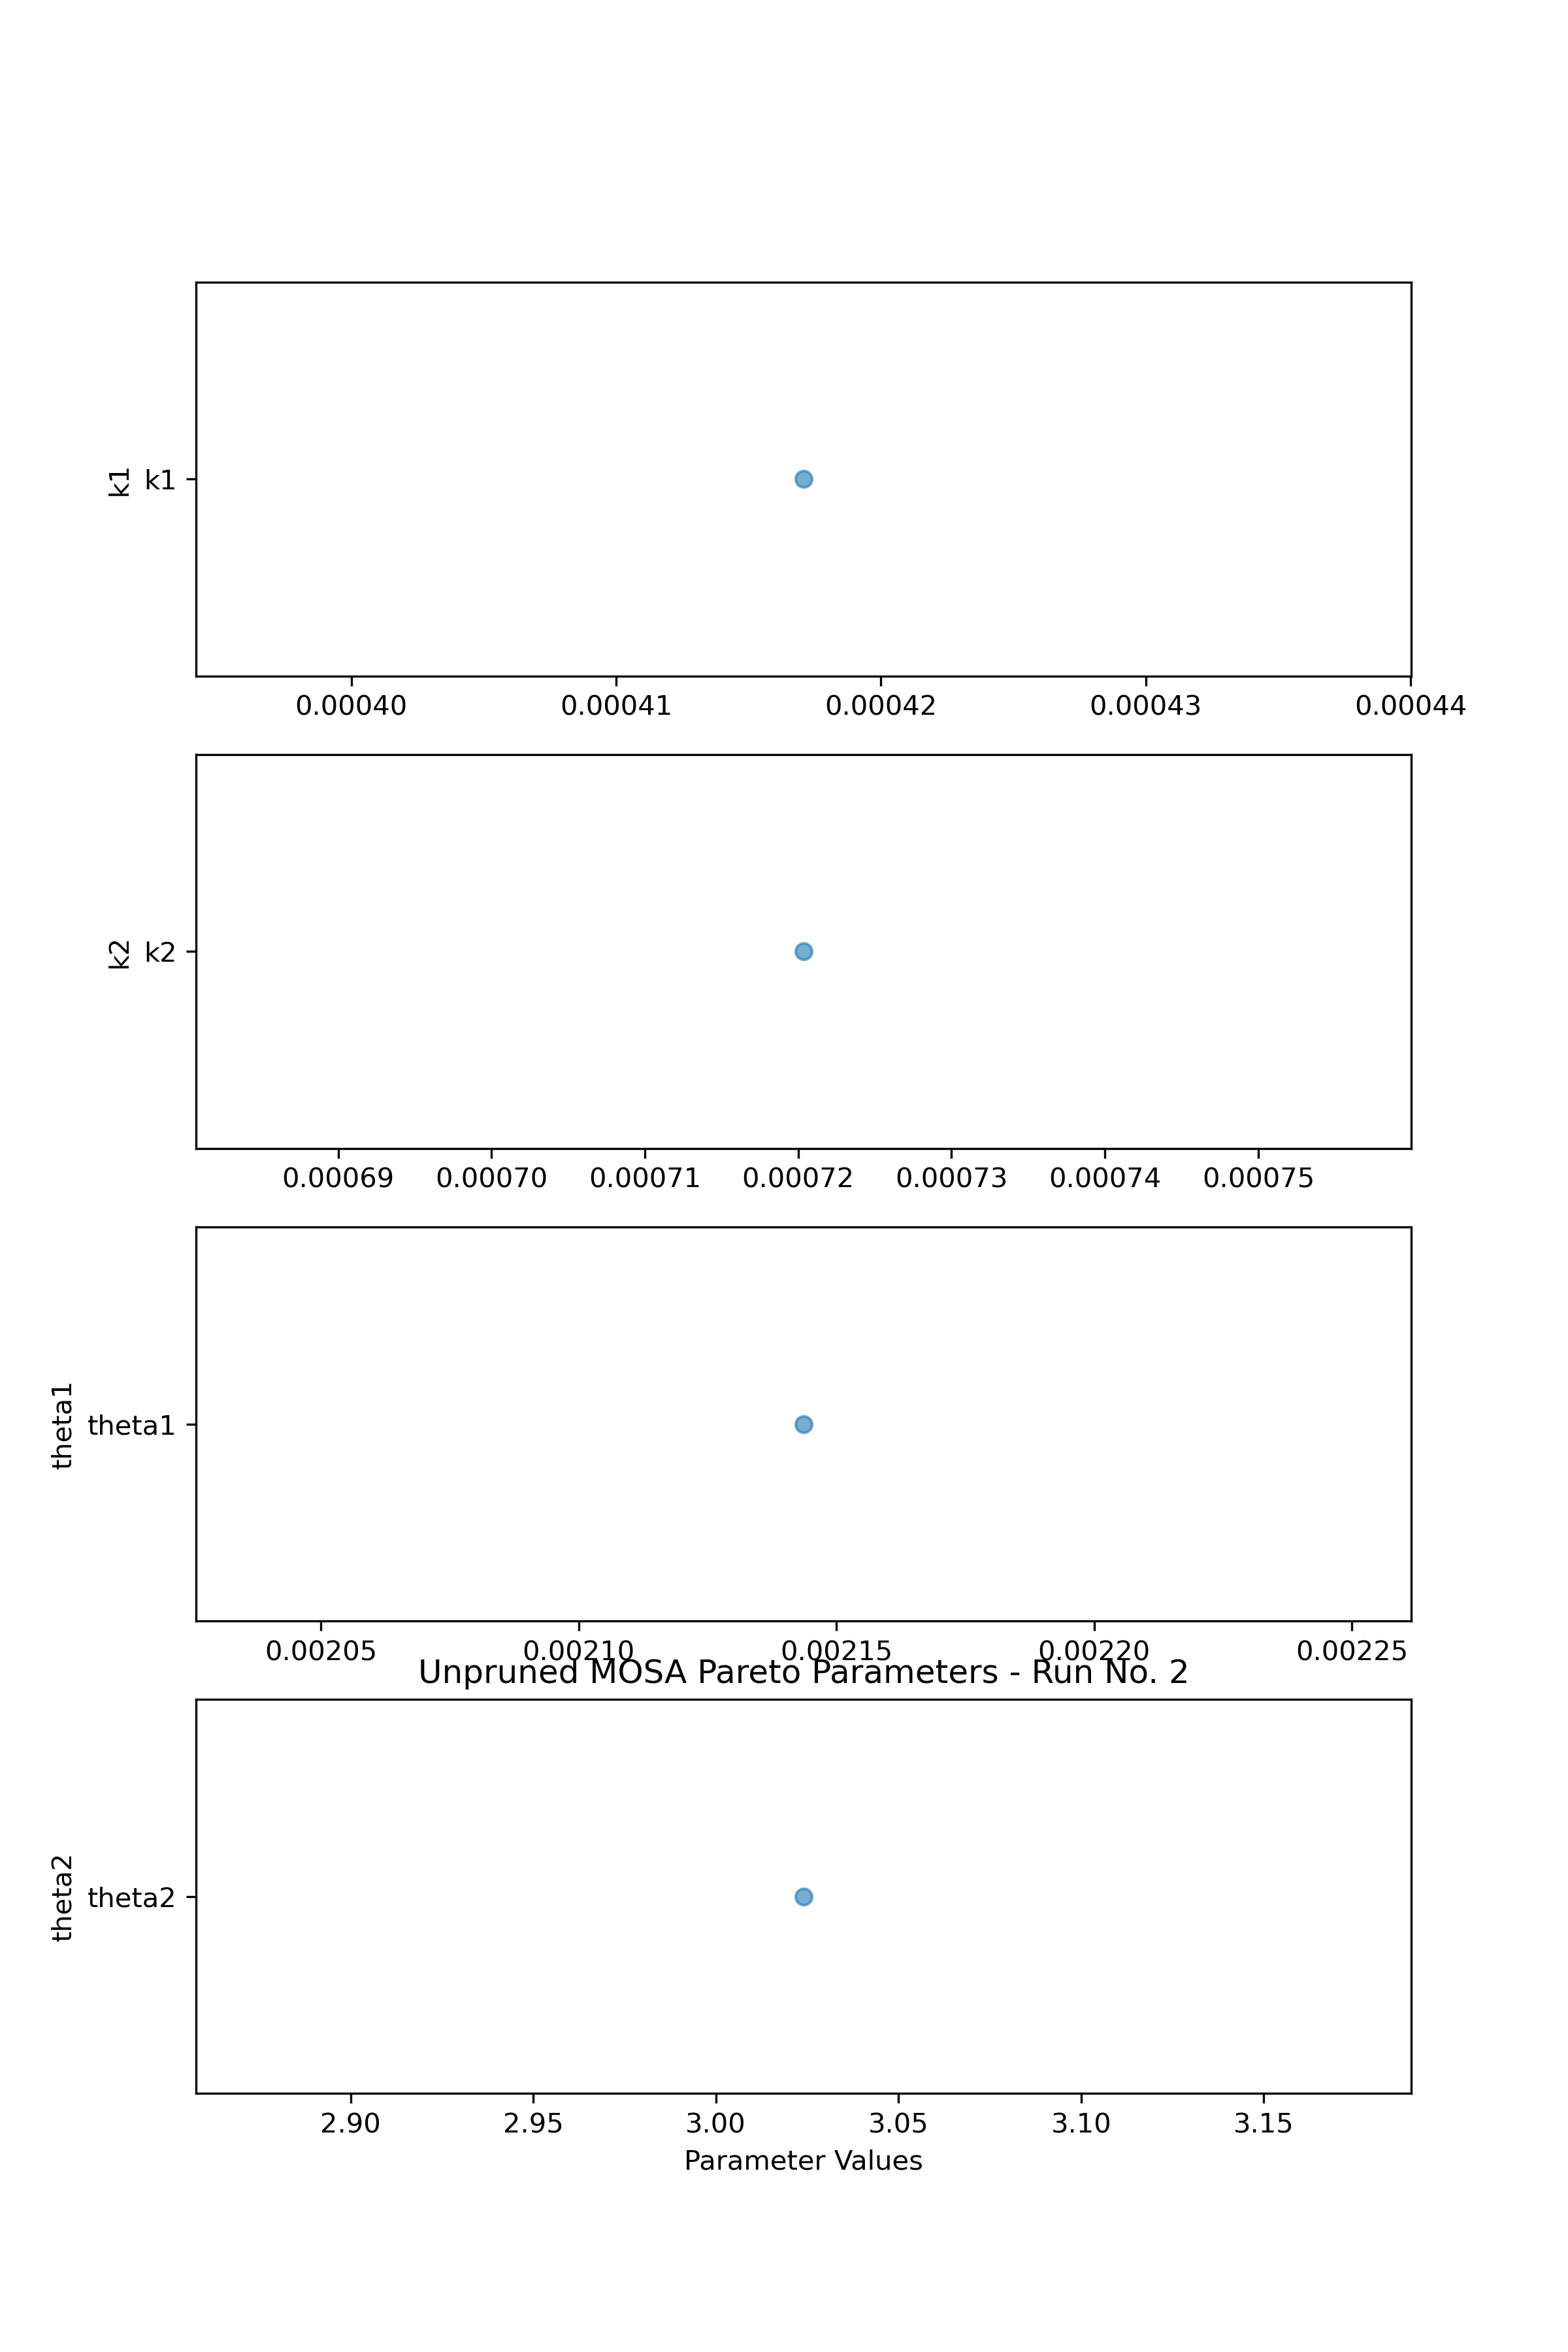 k1 k1
0.00040 0.00041 0.00042 0.00043 0.00044
k2 k2
0.00069 0.00070 0.00071 0.00072 0.00073 0.00074 0.00075
theta1 theta1
0.00205 0.00210 0.00215 0.00220 0.00225
Unpruned MOSA Pareto Parameters - Run No. 2
theta2 theta2
2.90 2.95 3.00 3.05 3.10 3.15
Parameter Values